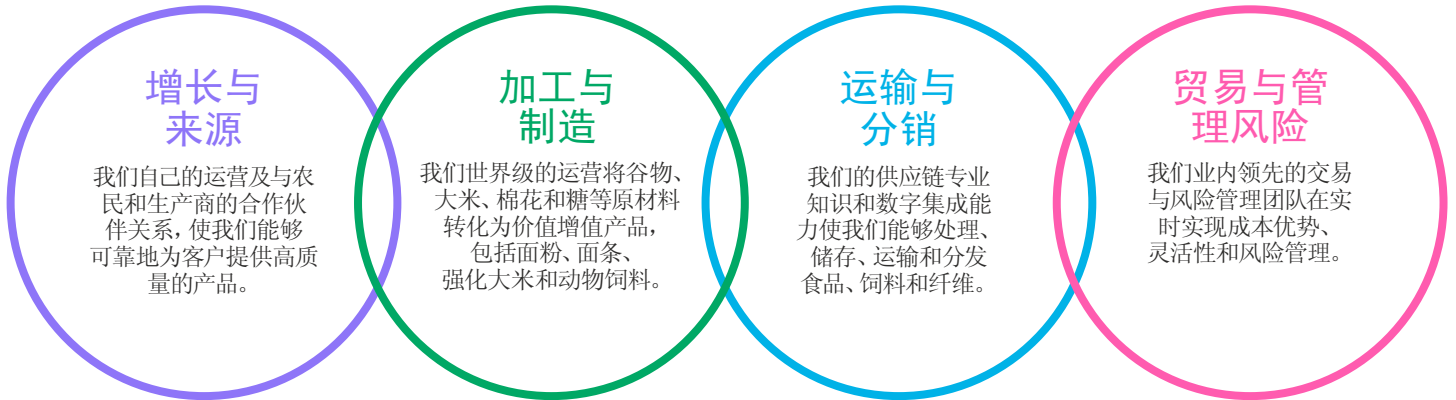 增长与
来源
我们自己的运营及与农
民和生产商的合作伙
伴关系，使我们能够
可靠地为客户提供高质
量的产品。
加工与
制造
我们世界级的运营将谷物、
大米、棉花和糖等原材料
转化为价值增值产品，
包括面粉、面条、
强化大米和动物饲料。
运输与
分销
我们的供应链专业
知识和数字集成能
力使我们能够处理、
储存、运输和分发
食品、饲料和纤维。
贸易与管
理风险
我们业内领先的交易
与风险管理团队在实
时实现成本优势、
灵活性和风险管理。